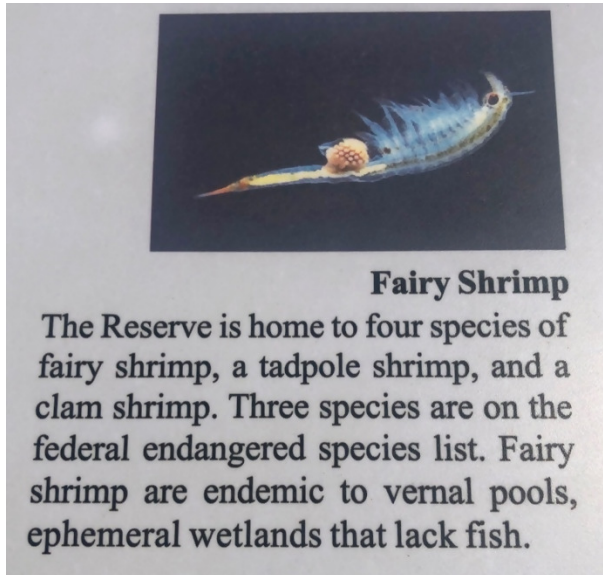 Fairy Shrimp
The Reserve is home to four species of
fairy shrimp, a tadpole shrimp, and a
clam shrimp. Three species are on the
federal endangered species list. Fairy
shrimp are endemic to vernal pools,
ephemeral wetlands that lack fish.